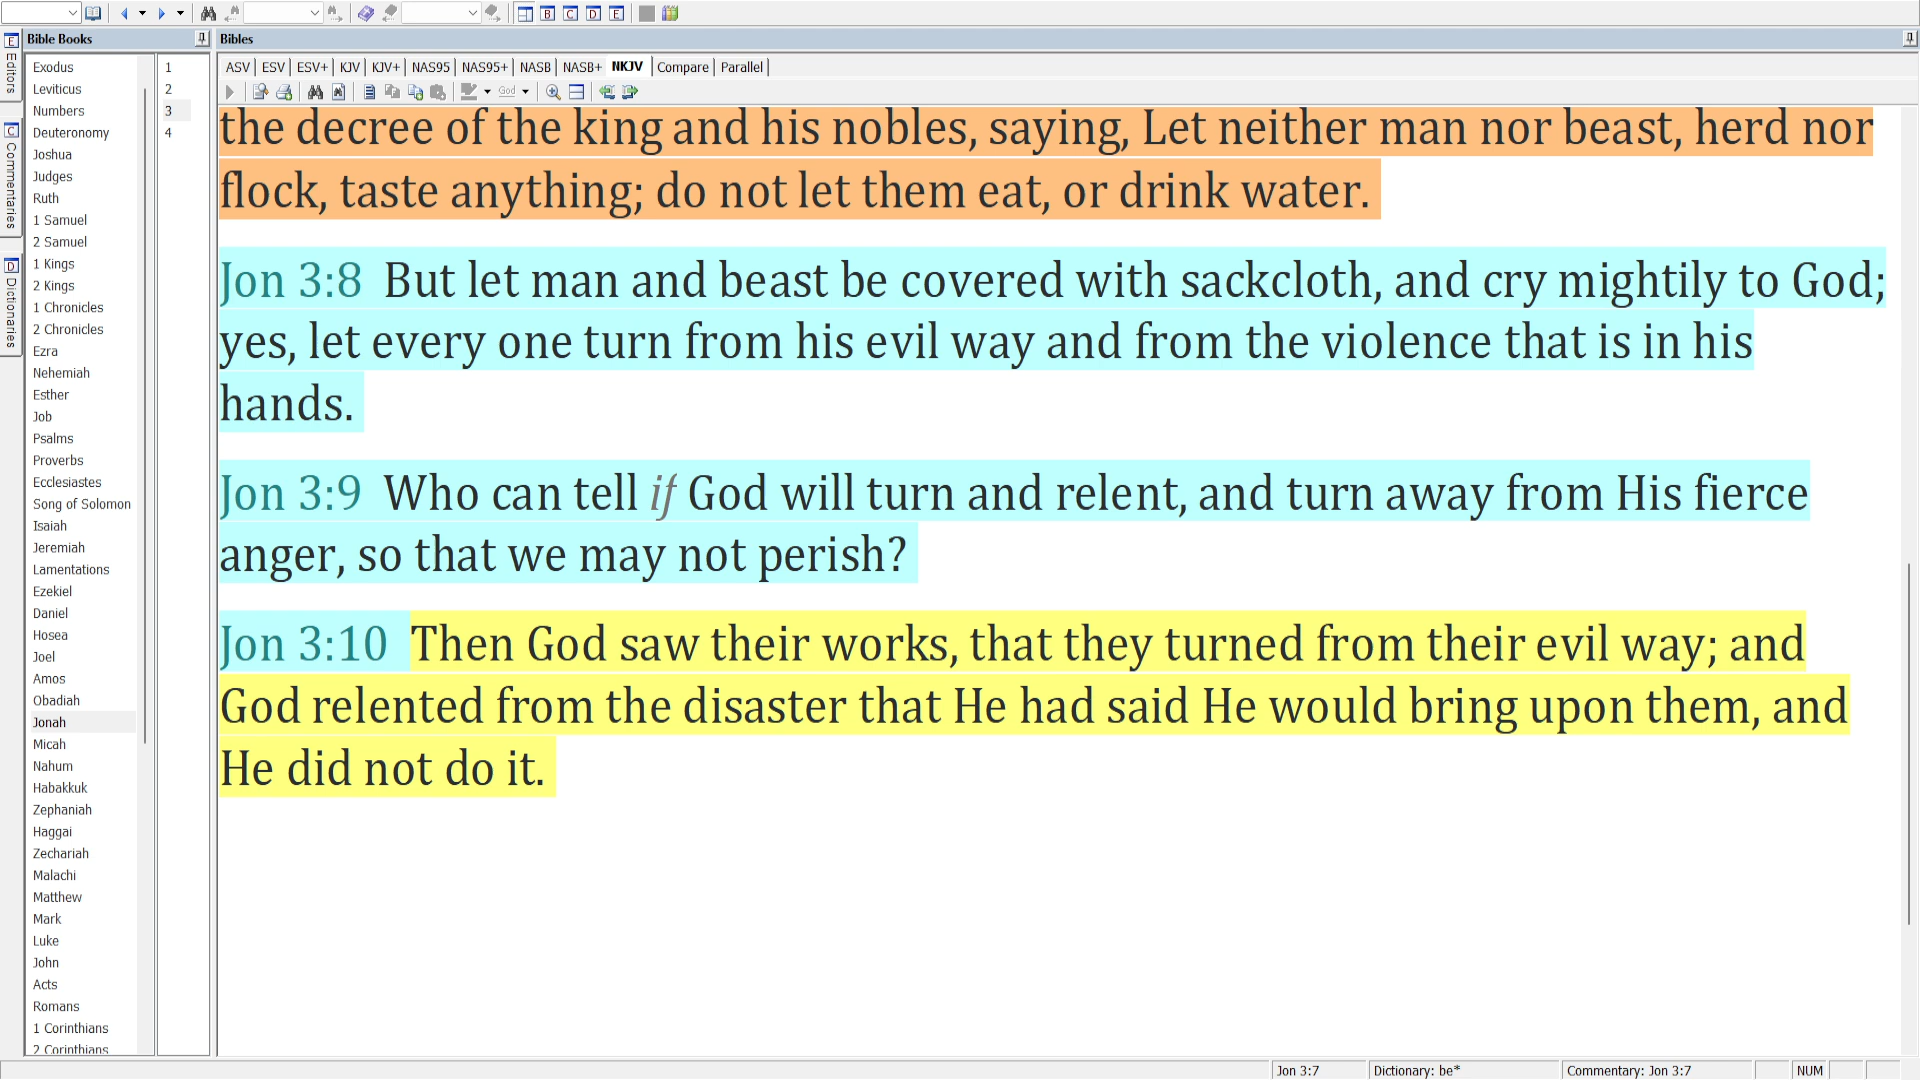 Bible Books
Bibles
Editors
Commentaries
Dictionaries
Exodus
Leviticus
Numbers
Deuteronomy
Joshua
Judges
Ruth
1 Samuel
2 Samuel
1 Kings
2 Kings
1 Chronicles
2 Chronicles
Ezra
Nehemiah
Esther
Job
Psalms
Proverbs
Ecclesiastes
Song of Solomon
Isaiah
Jeremiah
Lamentations
Ezekiel
Daniel
Hosea
Joel
Amos
Obadiah
Jonah
Micah
Nahum
Habakkuk
Zephaniah
Haggai
Zechariah
Malachi
Matthew
Mark
Luke
John
Acts
Romans
1 Corinthians
2 Corinthians
1
2
3
4
ASV ESV ESV+ KJV KJV+ NAS95 NAS95+ NASB NASB+ NKJV Compare Parallel
God
the decree of the king and his nobles, saying, Let neither man nor beast, herd nor
flock, taste anything; do not let them eat, or drink water.
Jon 3:8 But let man and beast be covered with sackcloth, and cry mightily to God;
yes, let every one turn from his evil way and from the violence that is in his
hands.
Jon 3:9 Who can tell if God will turn and relent, and turn away from His fierce
anger, so that we may not perish?
Jon 3:10 Then God saw their works, that they turned from their evil way; and
God relented from the disaster that He had said He would bring upon them, and
He did not do it.
Jon 3:7 Dictionary: be* Commentary: Jon 3:7 NUM